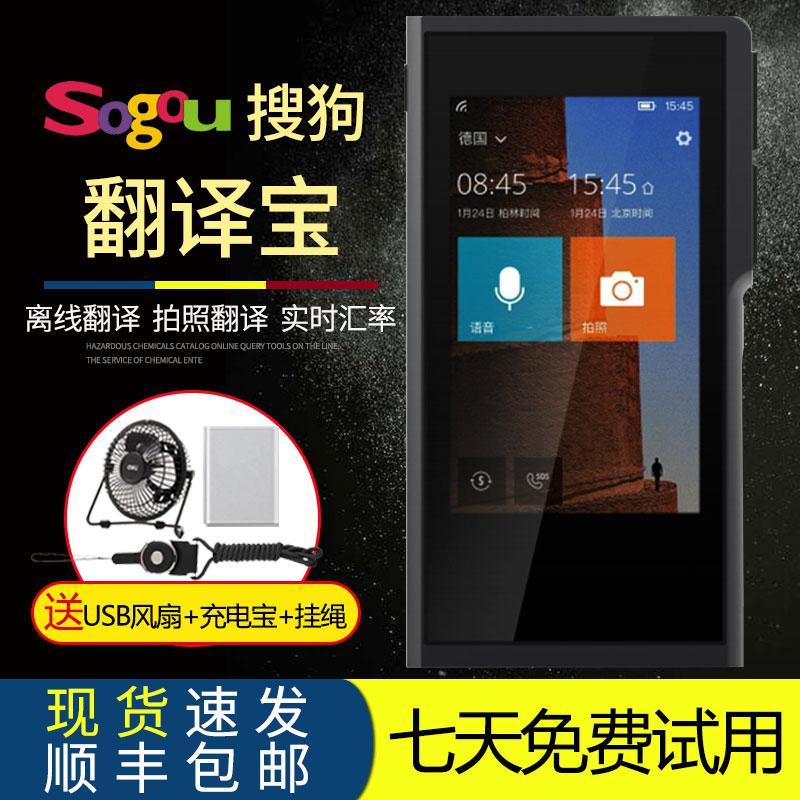 Sogou 搜狗
翻译宝
离线翻译 拍照翻译 实时汇率
HAZARDOUS CHEMICALS CATALOG ONLINE QUERY TOOLS ON THE LINE,
THE SERVICE OF CHEMICAL ENTE
15:45
德国
08:45 15:45
1月24日 柏林时间 1月24日 北京时间
语音 拍照
SOS
送USB风扇+充电宝+挂绳
现货速发
顺丰包邮
七天免费试用